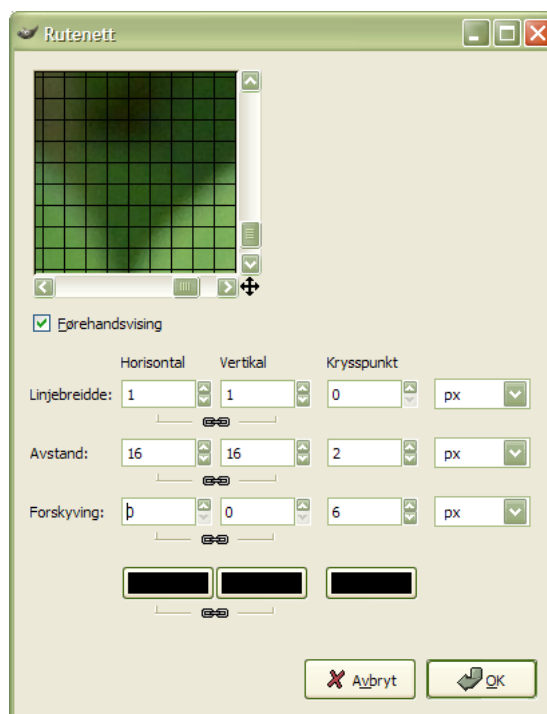 Rutenett
Førehandsvising
Horisontal Vertikal Krysspunkt
Linjebreidde: 1 1 0 px
Avstand: 16 16 2 px
Forskyving: 0 0 6 px
Avbryt OK